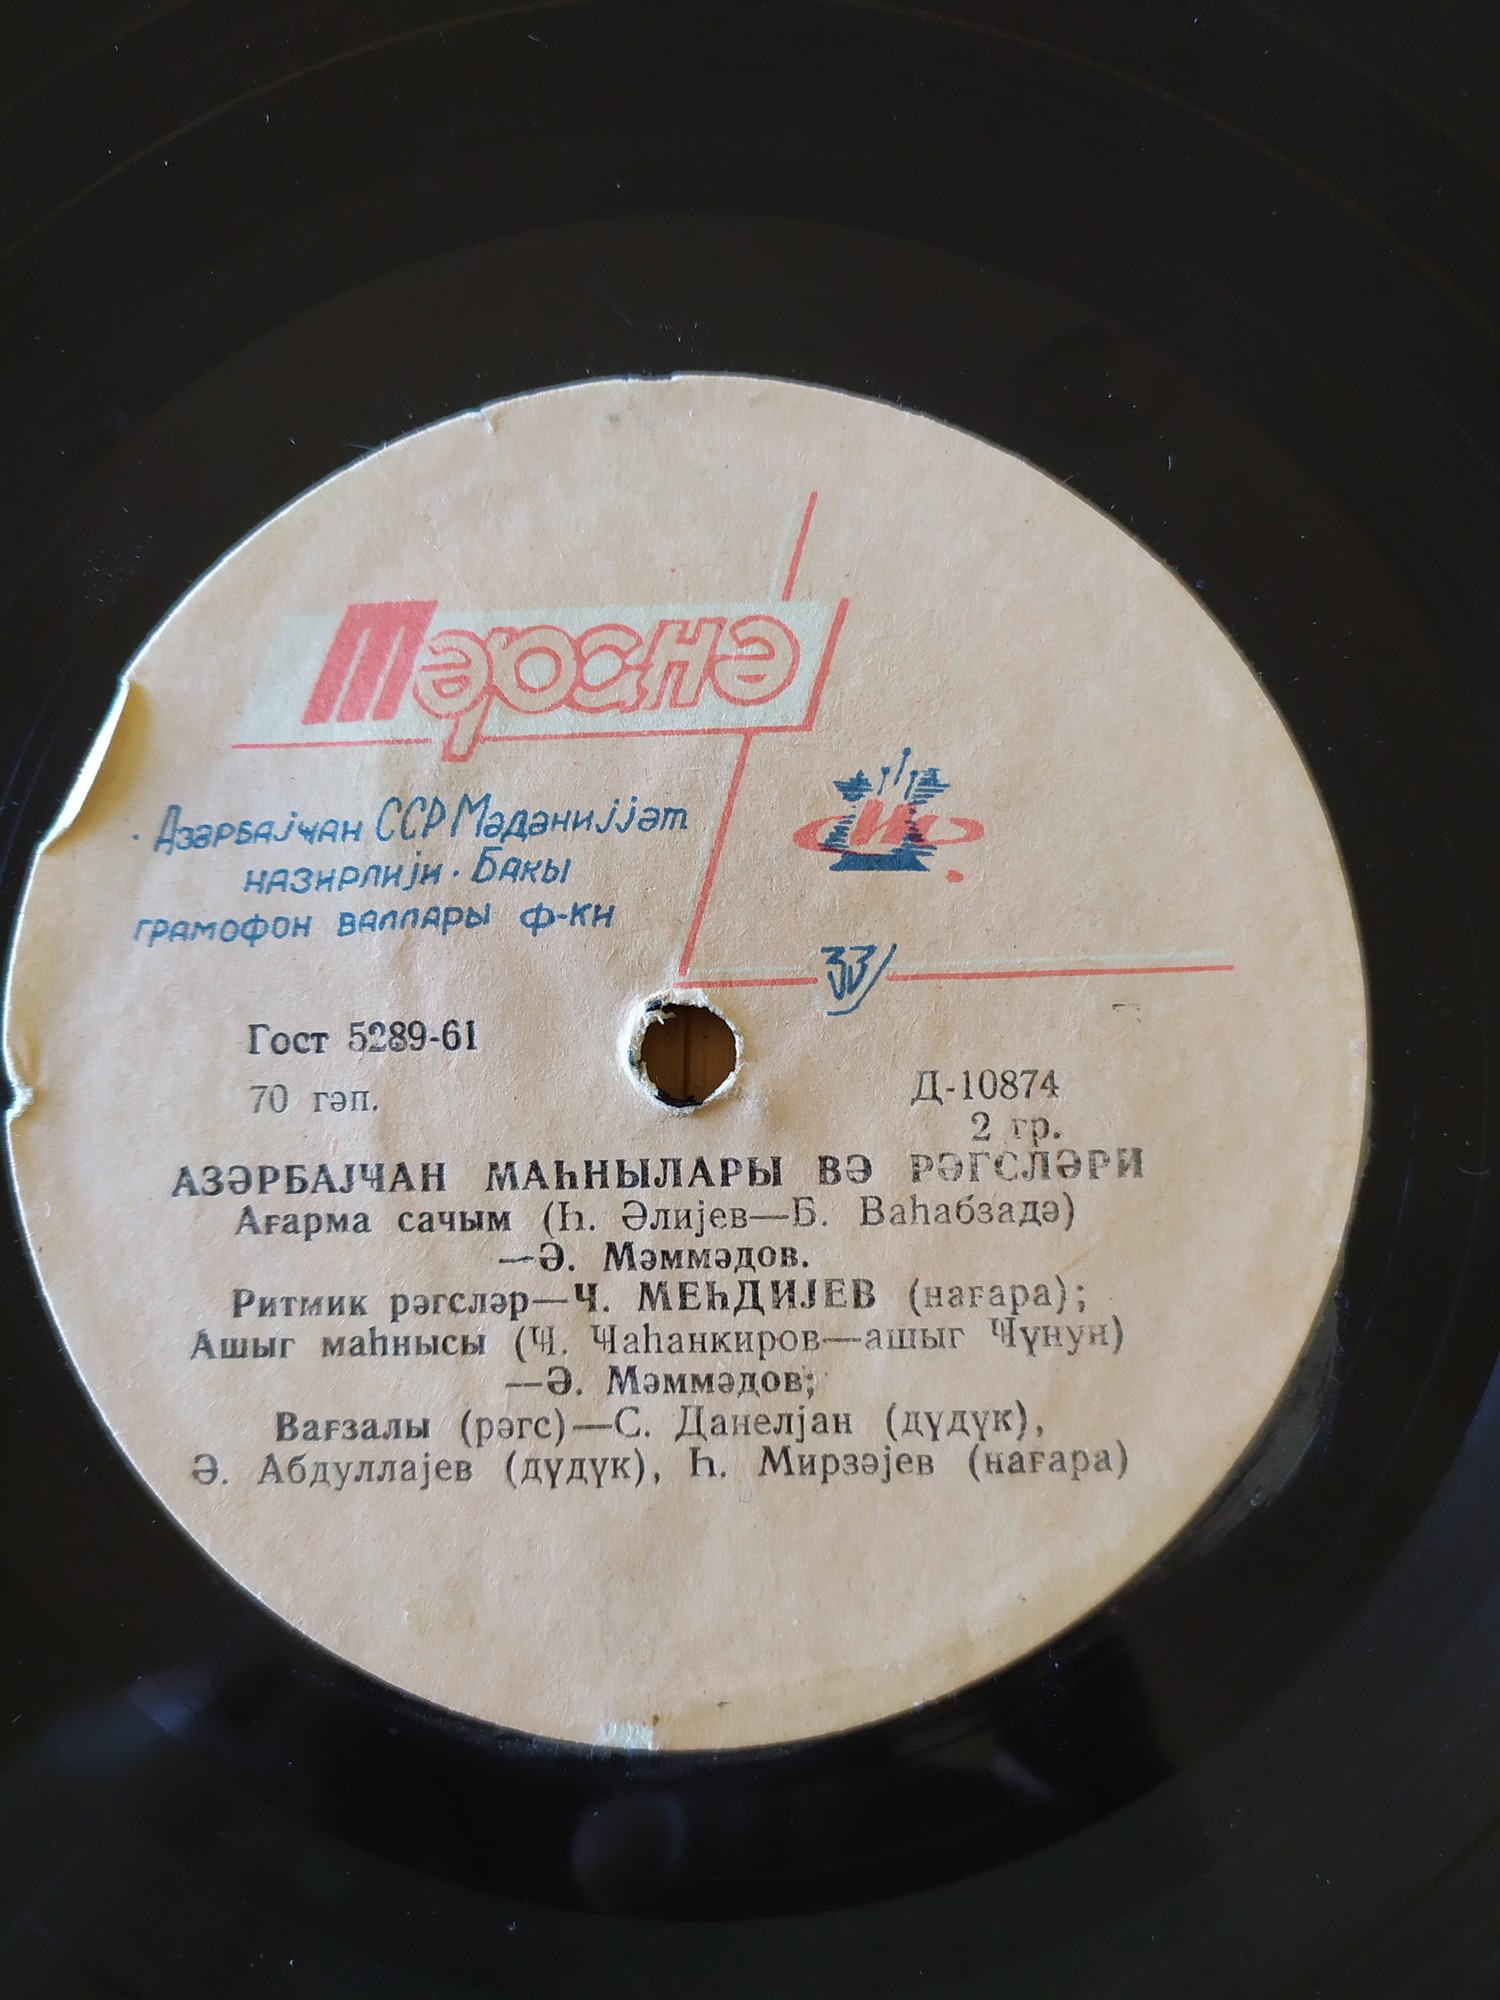 Тәранә
Азәрбајҹан ССР Мәданијјәт
назирлији · Бакы
грамофон валлары ф-кн
33
Гост 5289-61
70 гәп.
Д-10874
2 гр.
АЗӘРБАЈҸАН МАҺНЫЛАРЫ ВӘ РӘГСЛӘРИ
Ағарма сачым (Һ. Әлијев—Б. Ваһабзадә)
—Ә. Мәммәдов.
Ритмик рәгсләр—Ч. МЕҺДИЈЕВ (нағара);
Ашыг маһнысы (Ҹ. Ҹаһанкиров—ашыг Ҹүнун)
—Ә. Мәммәдов;
Вағзалы (рәгс)—С. Данелјан (дүдүк),
Ә. Абдуллајев (дүдүк), Һ. Мирзәјев (нағара)